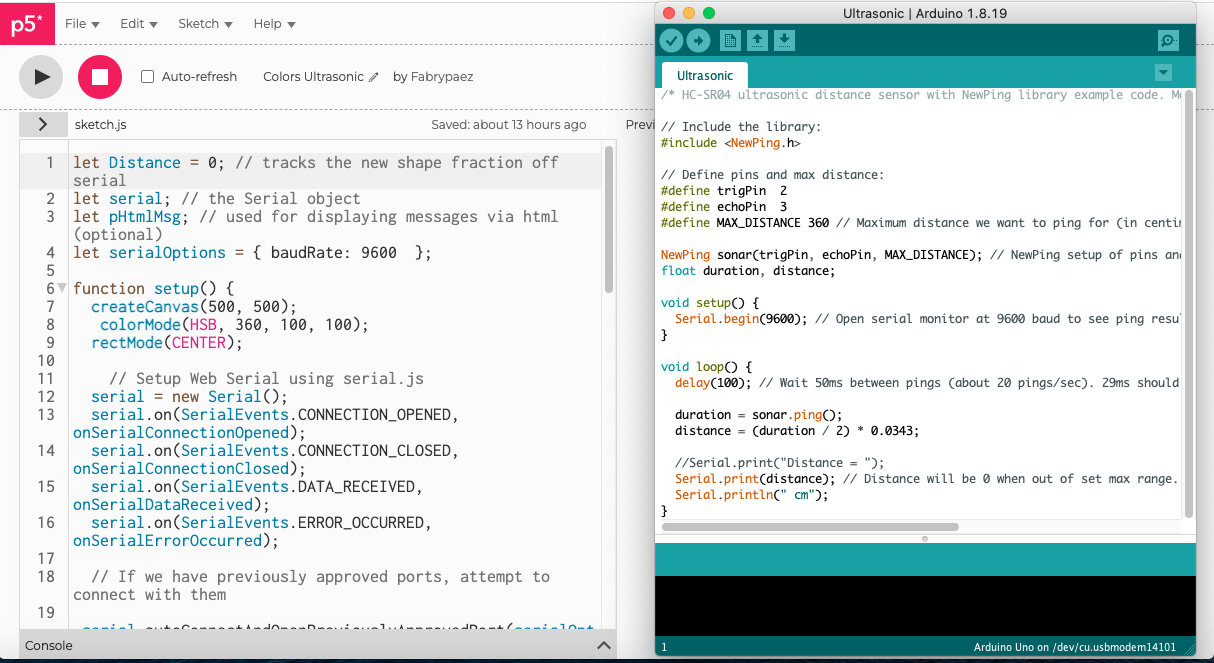 p5*
File
Edit
Sketch
Help
Auto-refresh
Colors Ultrasonic
by Fabrypaez
sketch.js
Saved: about 13 hours ago
1 let Distance = 0; // tracks the new shape fraction off
serial
2 let serial; // the Serial object
3 let pHtmlMsg; // used for displaying messages via html
(optional)
4 let serialOptions = { baudRate: 9600  };
5
6 function setup() {
7   createCanvas(500, 500);
8    colorMode(HSB, 360, 100, 100);
9   rectMode(CENTER);
10
11     // Setup Web Serial using serial.js
12   serial = new Serial();
13   serial.on(SerialEvents.CONNECTION_OPENED,
onSerialConnectionOpened);
14   serial.on(SerialEvents.CONNECTION_CLOSED,
onSerialConnectionClosed);
15   serial.on(SerialEvents.DATA_RECEIVED,
onSerialDataReceived);
16   serial.on(SerialEvents.ERROR_OCCURRED,
onSerialErrorOccurred);
17
18   // If we have previously approved ports, attempt to
connect with them
19
Console
Ultrasonic | Arduino 1.8.19
Ultrasonic
/* HC-SR04 ultrasonic distance sensor with NewPing library example code.
// Include the library:
#include <NewPing.h>
// Define pins and max distance:
#define trigPin  2
#define echoPin  3
#define MAX_DISTANCE 360 // Maximum distance we want to ping for (in
NewPing sonar(trigPin, echoPin, MAX_DISTANCE); // NewPing setup of pins
float duration, distance;
void setup() {
  Serial.begin(9600); // Open serial monitor at 9600 baud to see ping
}
void loop() {
  delay(100); // Wait 50ms between pings (about 20 pings/sec). 29ms should
  duration = sonar.ping();
  distance = (duration / 2) * 0.0343;
  //Serial.print("Distance = ");
  Serial.print(distance); // Distance will be 0 when out of set max range.
  Serial.println(" cm");
}
1
Arduino Uno on /dev/cu.usbmodem14101